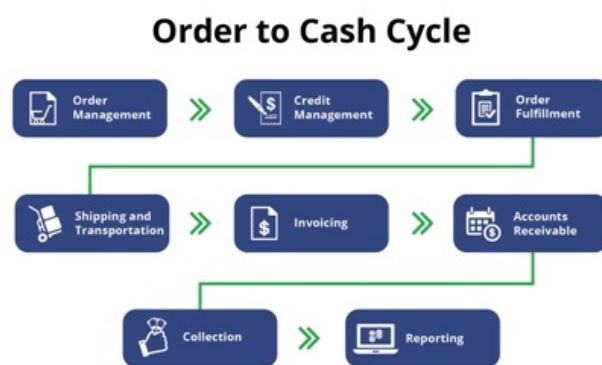 Order to Cash Cycle
Order
Management
Credit
Management
Order
Fulfillment
Shipping and
Transportation
Invoicing
Accounts
Receivable
Collection
Reporting